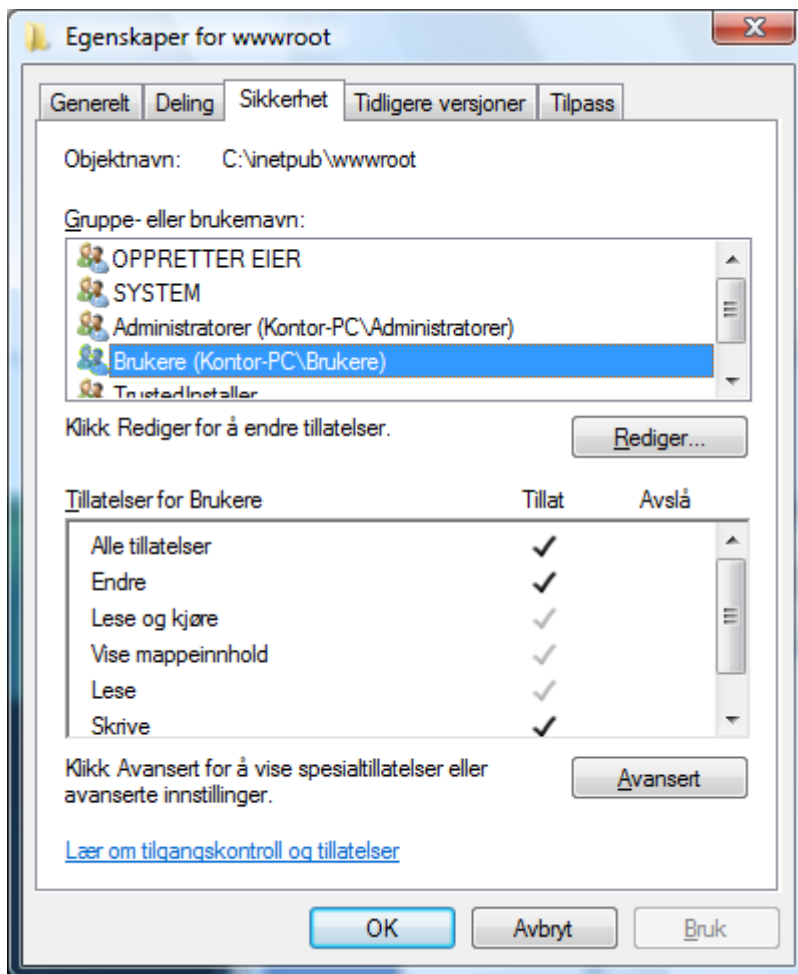 Egenskaper for wwwroot
Generelt Deling Sikkerhet Tidligere versjoner Tilpass
Objektnavn: C:\inetpub\wwwroot
Gruppe- eller brukernavn:
OPPRETTER EIER
SYSTEM
Administratorer (Kontor-PC\Administratorer)
Brukere (Kontor-PC\Brukere)
TrustedInstaller
Klikk Rediger for å endre tillatelser.
Rediger...
Tillatelser for Brukere Tillat Avslå
Alle tillatelser
Endre
Lese og kjøre
Vise mappeinnhold
Lese
Skrive
Klikk Avansert for å vise spesialtillatelser eller
avanserte innstillinger.
Avansert
Lær om tilgangskontroll og tillatelser
OK Avbryt Bruk